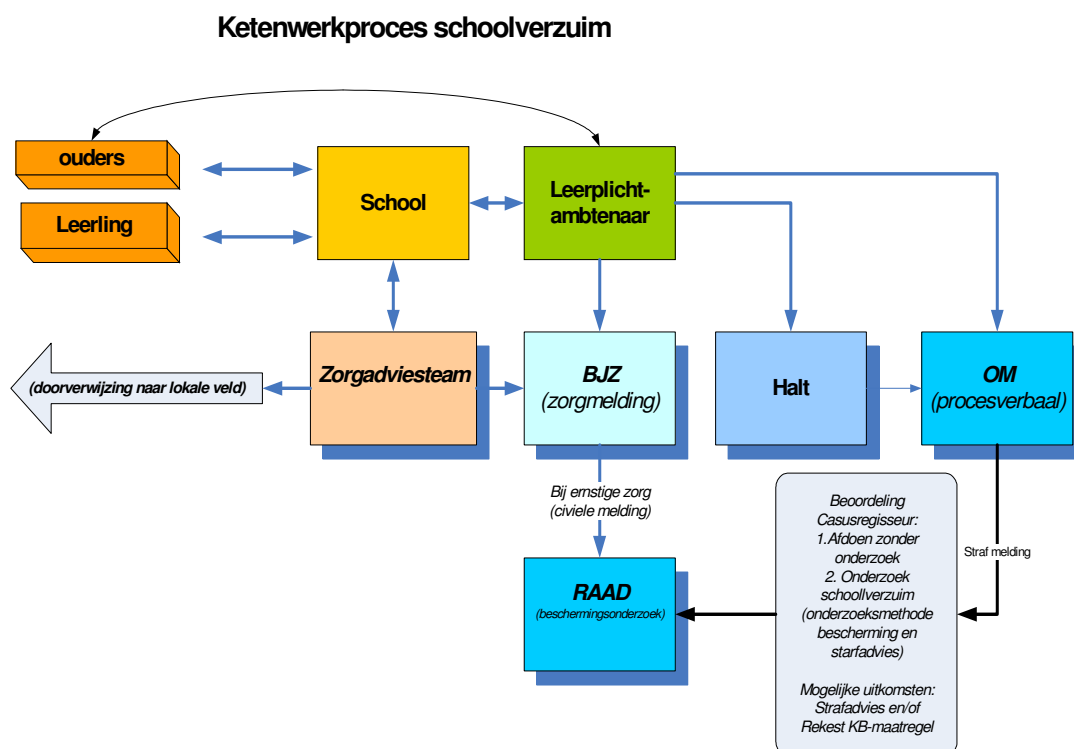 Ketenwerkproces schoolverzuim
ouders
Leerling
School
Leerplicht-
ambtenaar
(doorverwijzing naar lokale veld)
Zorgadviesteam
BJZ
(zorgmelding)
Halt
OM
(procesverbaal)
Bij ernstige zorg
(civiele melding)
RAAD
(beschermingsonderzoek)
Beoordeling
Casusregisseur:
1.Afdoen zonder
onderzoek
2. Onderzoek
schoollverzuim
(onderzoeksmethode
bescherming en
starfadvies)
Mogelijke uitkomsten:
Strafadvies en/of
Rekest KB-maatregel
Straf melding